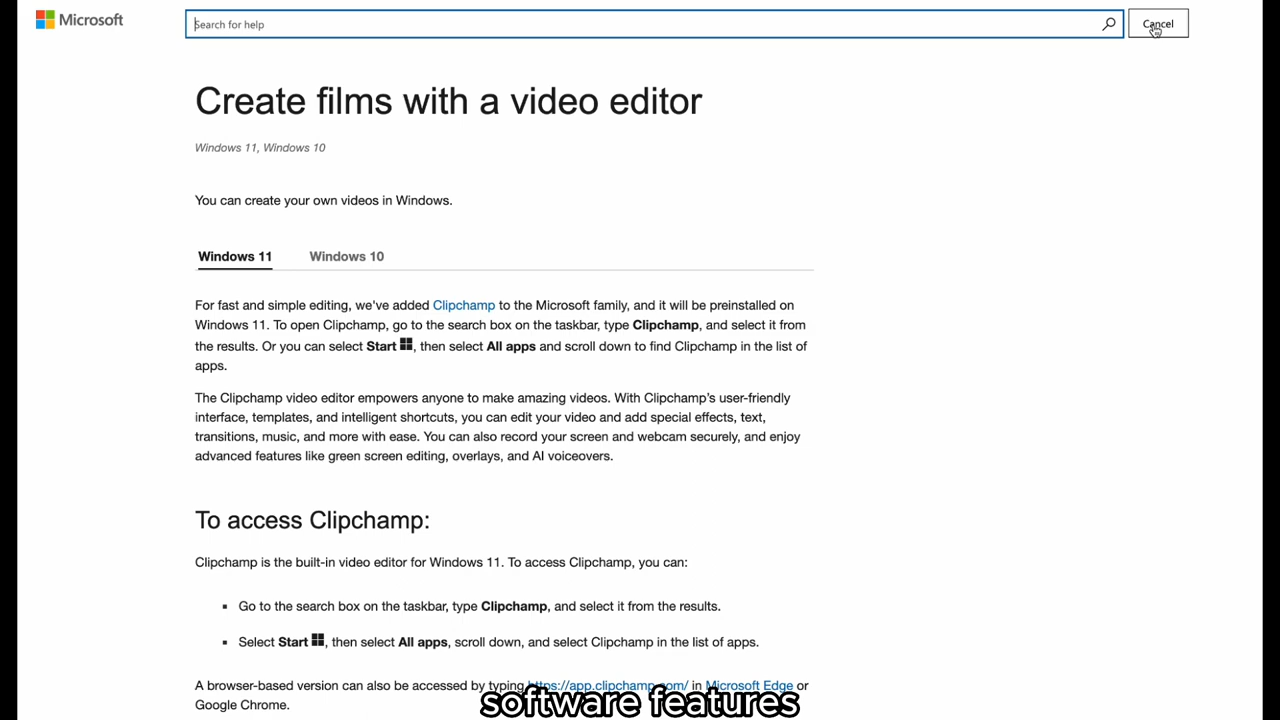 Microsoft
Search for help
Cancel
Create films with a video editor
Windows 11, Windows 10
You can create your own videos in Windows.
Windows 11 Windows 10
For fast and simple editing, we've added Clipchamp to the Microsoft family, and it will be preinstalled on
Windows 11. To open Clipchamp, go to the search box on the taskbar, type Clipchamp, and select it from
the results. Or you can select Start , then select All apps and scroll down to find Clipchamp in the list of
apps.
The Clipchamp video editor empowers anyone to make amazing videos. With Clipchamp's user-friendly
interface, templates, and intelligent shortcuts, you can edit your video and add special effects, text,
transitions, music, and more with ease. You can also record your screen and webcam securely, and enjoy
advanced features like green screen editing, overlays, and AI voiceovers.
To access Clipchamp:
Clipchamp is the built-in video editor for Windows 11. To access Clipchamp, you can:
▪ Go to the search box on the taskbar, type Clipchamp, and select it from the results.
▪ Select Start , then select All apps, scroll down, and select Clipchamp in the list of apps.
A browser-based version can also be accessed by typing https://app.clipchamp.com/ in Microsoft Edge or
Google Chrome.
software features